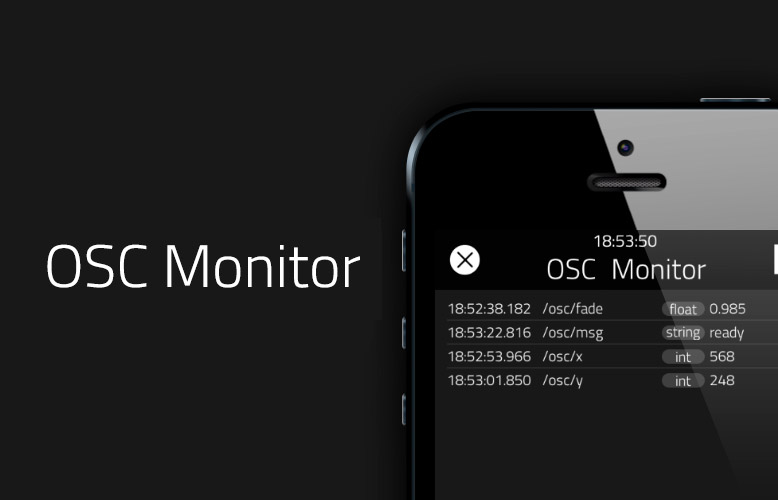 OSC Monitor
18:53:50
OSC Monitor
18:52:38.182 /osc/fade float 0.985
18:53:22.816 /osc/msg string ready
18:52:53.966 /osc/x int 568
18:53:01.850 /osc/y int 248